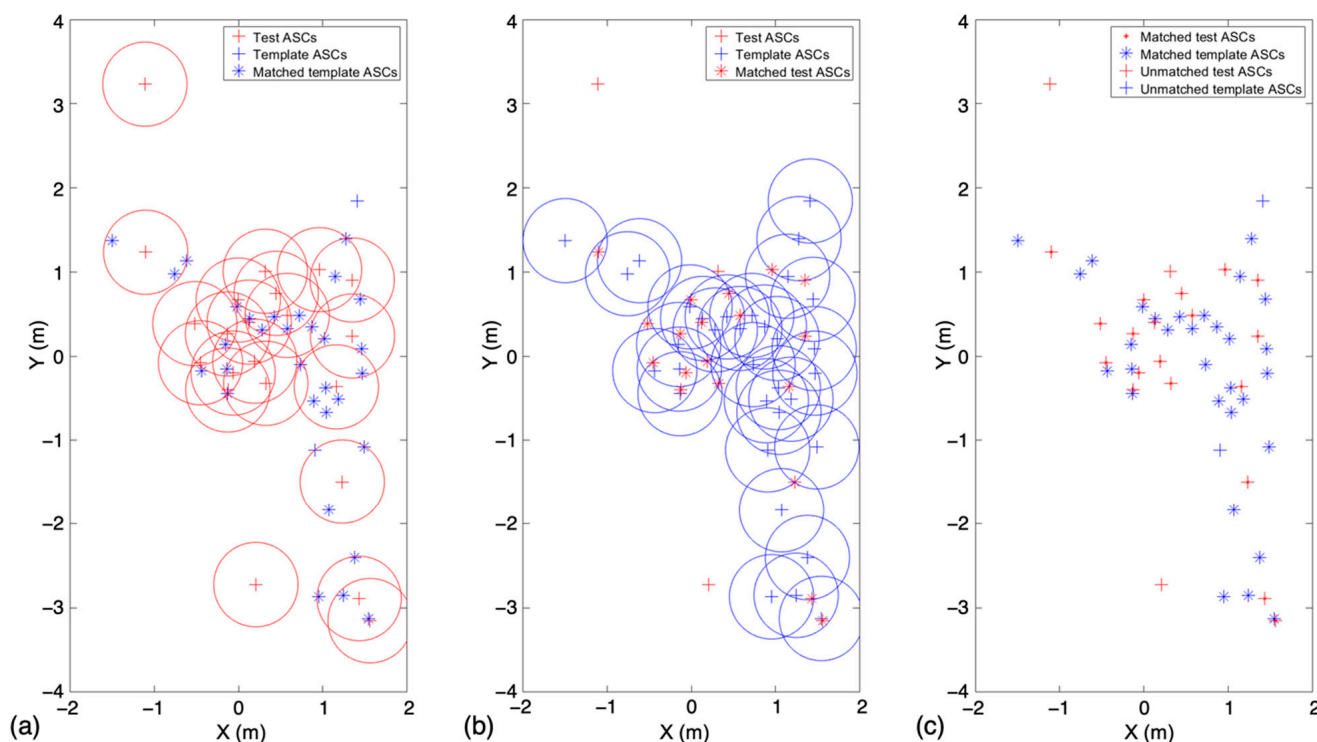 Test ASCs
Template ASCs
Matched template ASCs
4
3
2
1
0
−1
−2
−3
−4
Y (m)
−2
−1
0
1
2
X (m)
(a)
Test ASCs
Template ASCs
Matched test ASCs
4
3
2
1
0
−1
−2
−3
−4
Y (m)
−2
−1
0
1
2
X (m)
(b)
Matched test ASCs
Matched template ASCs
Unmatched test ASCs
Unmatched template ASCs
4
3
2
1
0
−1
−2
−3
−4
Y (m)
−2
−1
0
1
2
X (m)
(c)